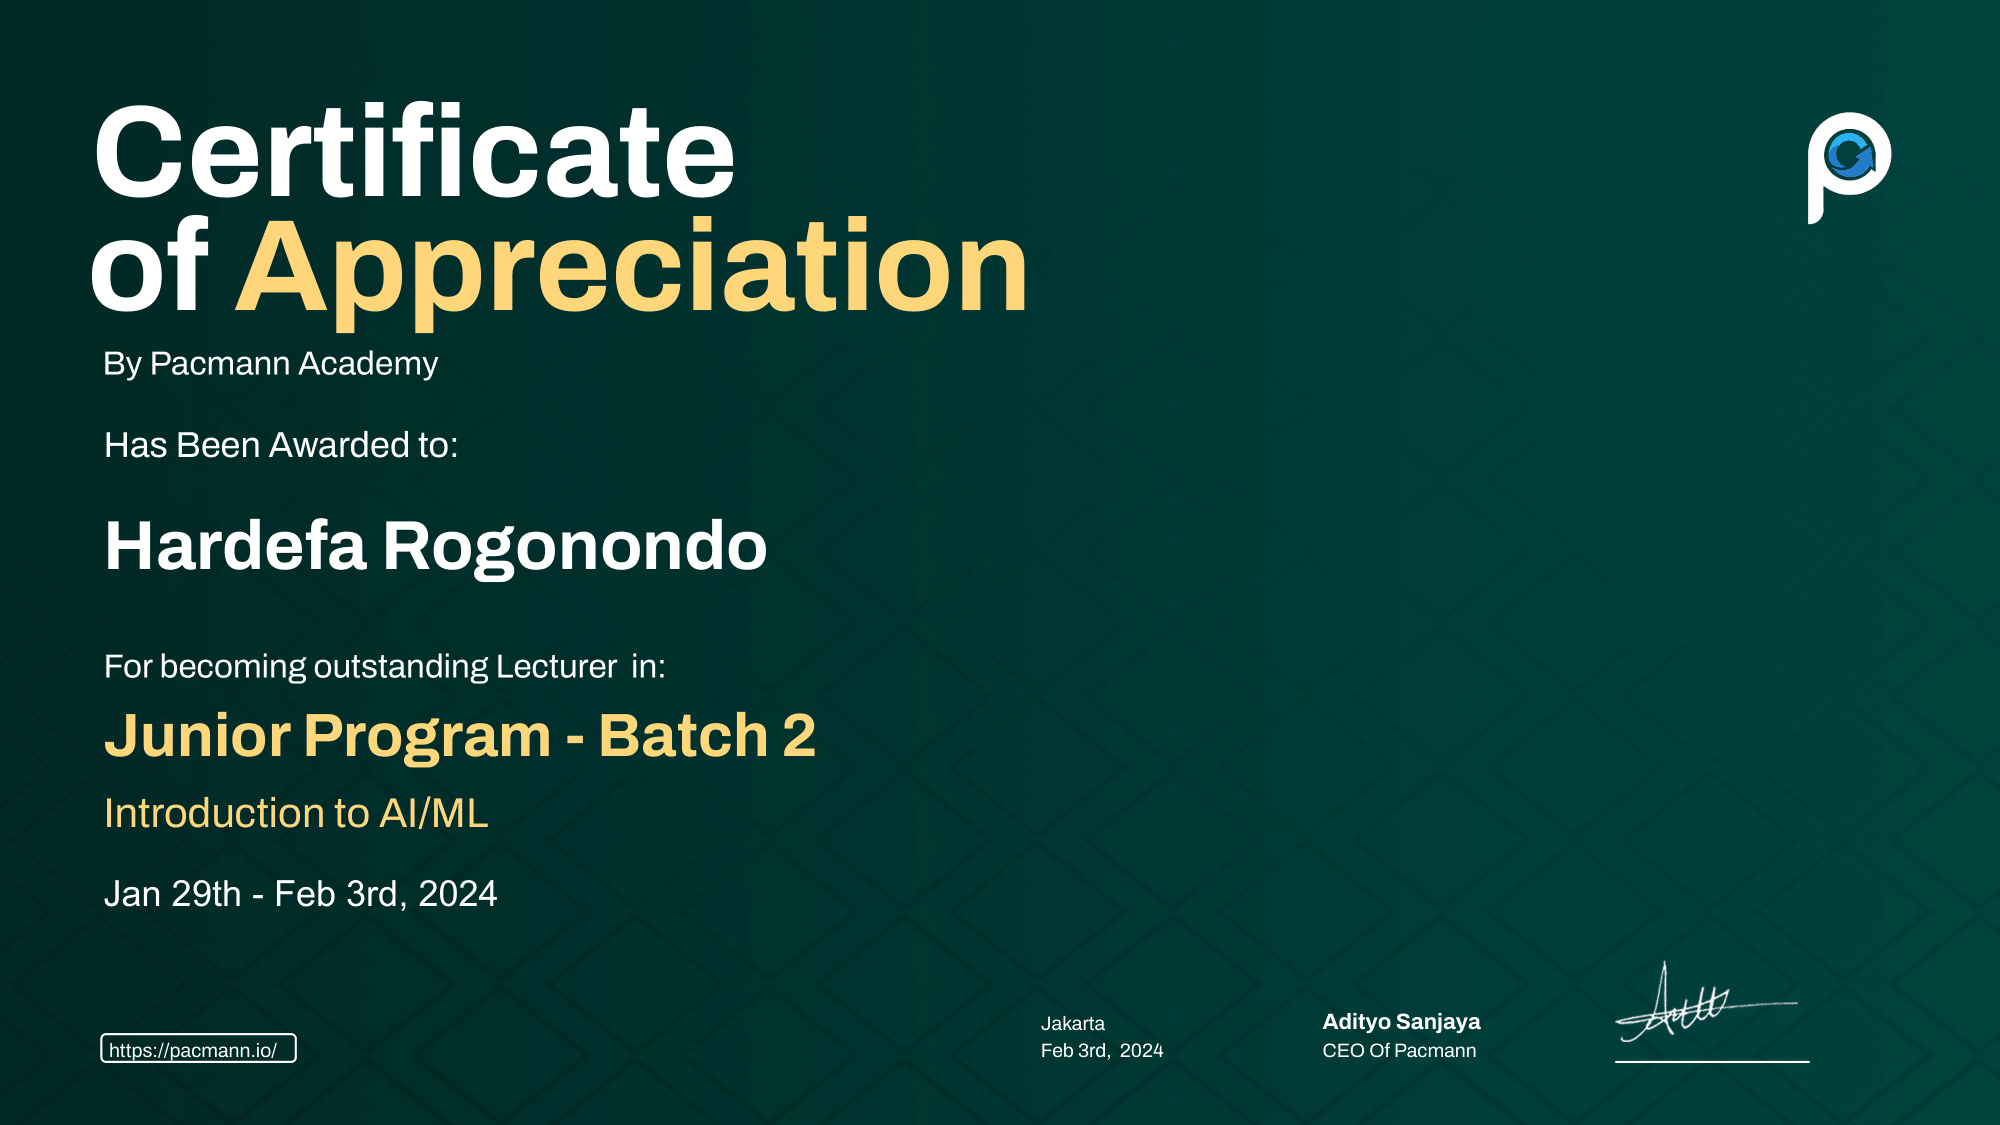 Certificate
of Appreciation
By Pacmann Academy
Has Been Awarded to:
Hardefa Rogonondo
For becoming outstanding Lecturer in:
Junior Program - Batch 2
Introduction to AI/ML
Jan 29th - Feb 3rd, 2024
https://pacmann.io/
Jakarta
Feb 3rd, 2024
Adityo Sanjaya
CEO Of Pacmann